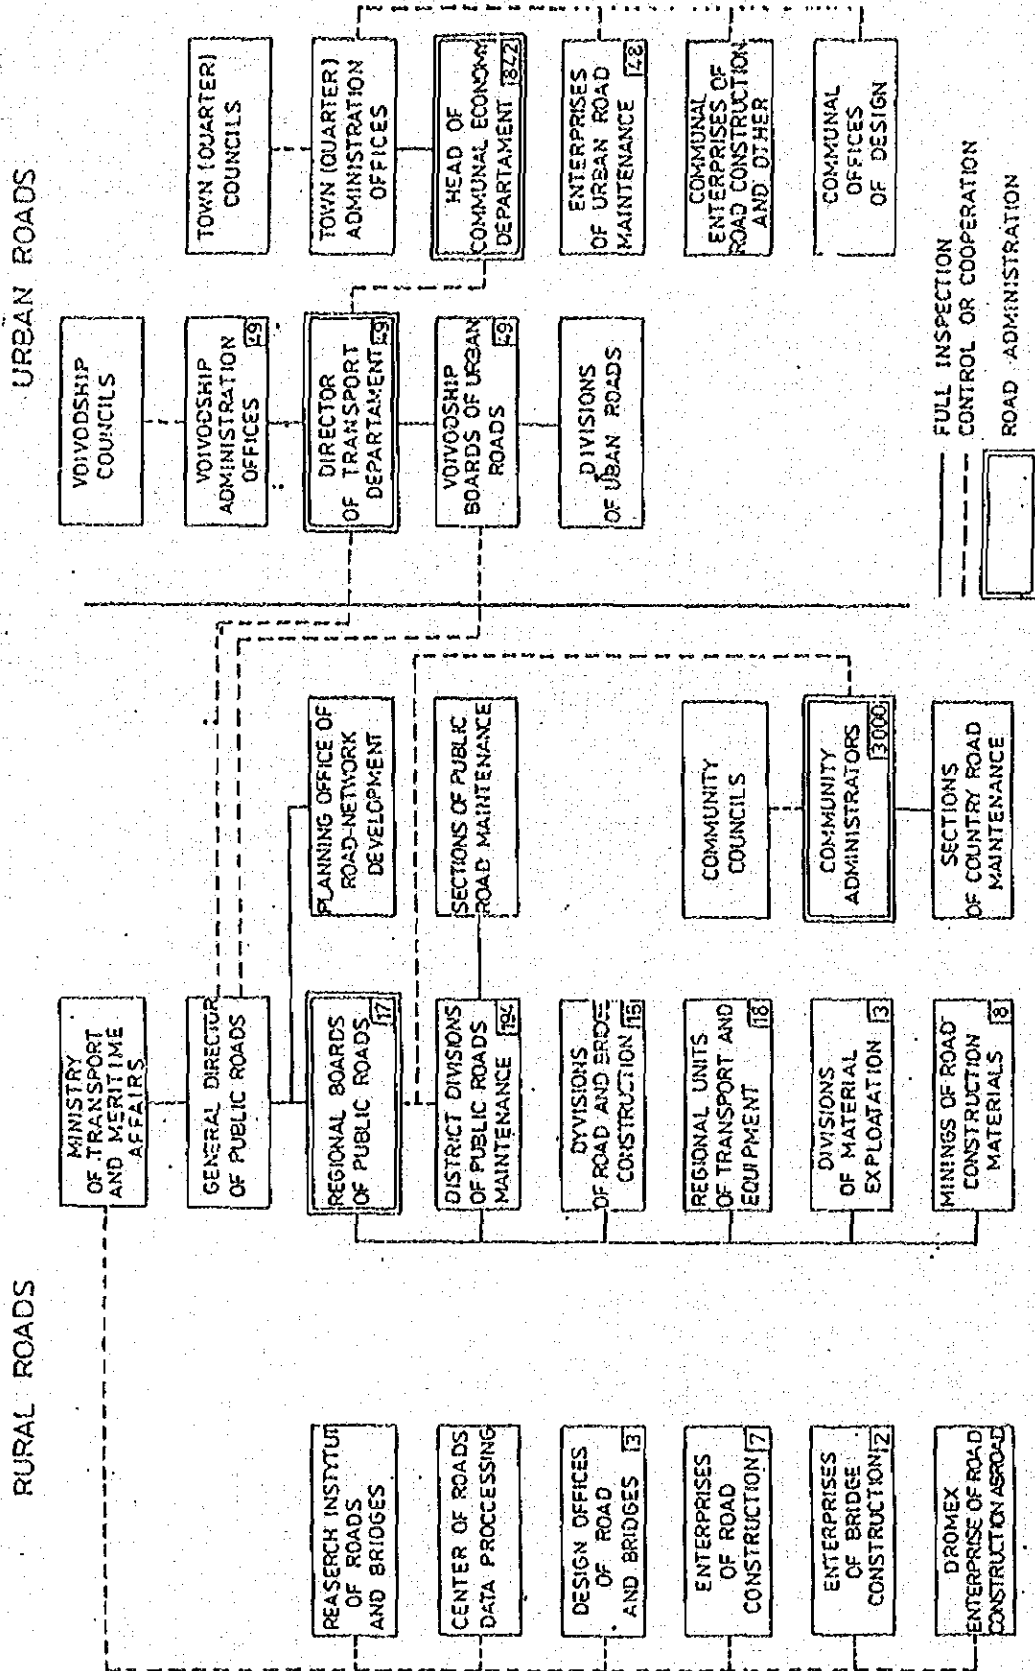 RURAL ROADS
URBAN ROADS
MINISTRY
OF TRANSPORT
AND MERITIME
AFFAIRS
GENERAL DIRECTOR
OF PUBLIC ROADS
REGIONAL BOARDS
OF PUBLIC ROADS 17
PLANNING OFFICE OF
ROAD-NETWORK
DEVELOPMENT
DISTRICT DIVISIONS
OF PUBLIC ROADS
MAINTENANCE 194
SECTIONS OF PUBLIC
ROAD MAINTENANCE
DYVISIONS
OF ROAD AND BRIDGE
CONSTRUCTION 15
REGIONAL UNITS
OF TRANSPORT AND
EQUIPMENT 18
DIVISIONS
OF MATERIAL
EXPLOATATION 3
MININGS OF ROAD
CONSTRUCTION
MATERIALS 8
REASERCH INSTYTUT
OF ROADS
AND BRIDGES
CENTER OF ROADS
DATA PROCCESSING
DESIGN OFFICES
OF ROAD
AND BRIDGES 3
ENTERPRISES
OF ROAD
CONSTRUCTION 7
ENTERPRISES
OF BRIDGE
CONSTRUCTION 2
DROMEX
ENTERPRISE OF ROAD
CONSTRUCTION ABROAD
COMMUNITY
COUNCILS
COMMUNITY
ADMINISTRATORS
3000
SECTIONS
OF COUNTRY ROAD
MAINTENANCE
VOIVODSHIP
COUNCILS
VOIVODSHIP
ADMINISTRATION
OFFICES 49
DIRECTOR
OF TRANSPORT
DEPARTAMENT 49
VOIVODSHIP
BOARDS OF URBAN
ROADS 49
DIVISIONS
OF UBAN ROADS
TOWN (QUARTER)
COUNCILS
TOWN (QUARTER)
ADMINISTRATION
OFFICES
HEAD OF
COMMUNAL ECONOMY
DEPARTAMENT 1842
ENTERPRISES
OF URBAN ROAD
MAINTENANCE 48
COMMUNAL
ENTERPRISES OF
ROAD CONSTRUCTION
AND OTHER
COMMUNAL
OFFICES
OF DESIGN
FULL INSPECTION
CONTROL OR COOPERATION
ROAD ADMINISTRATION